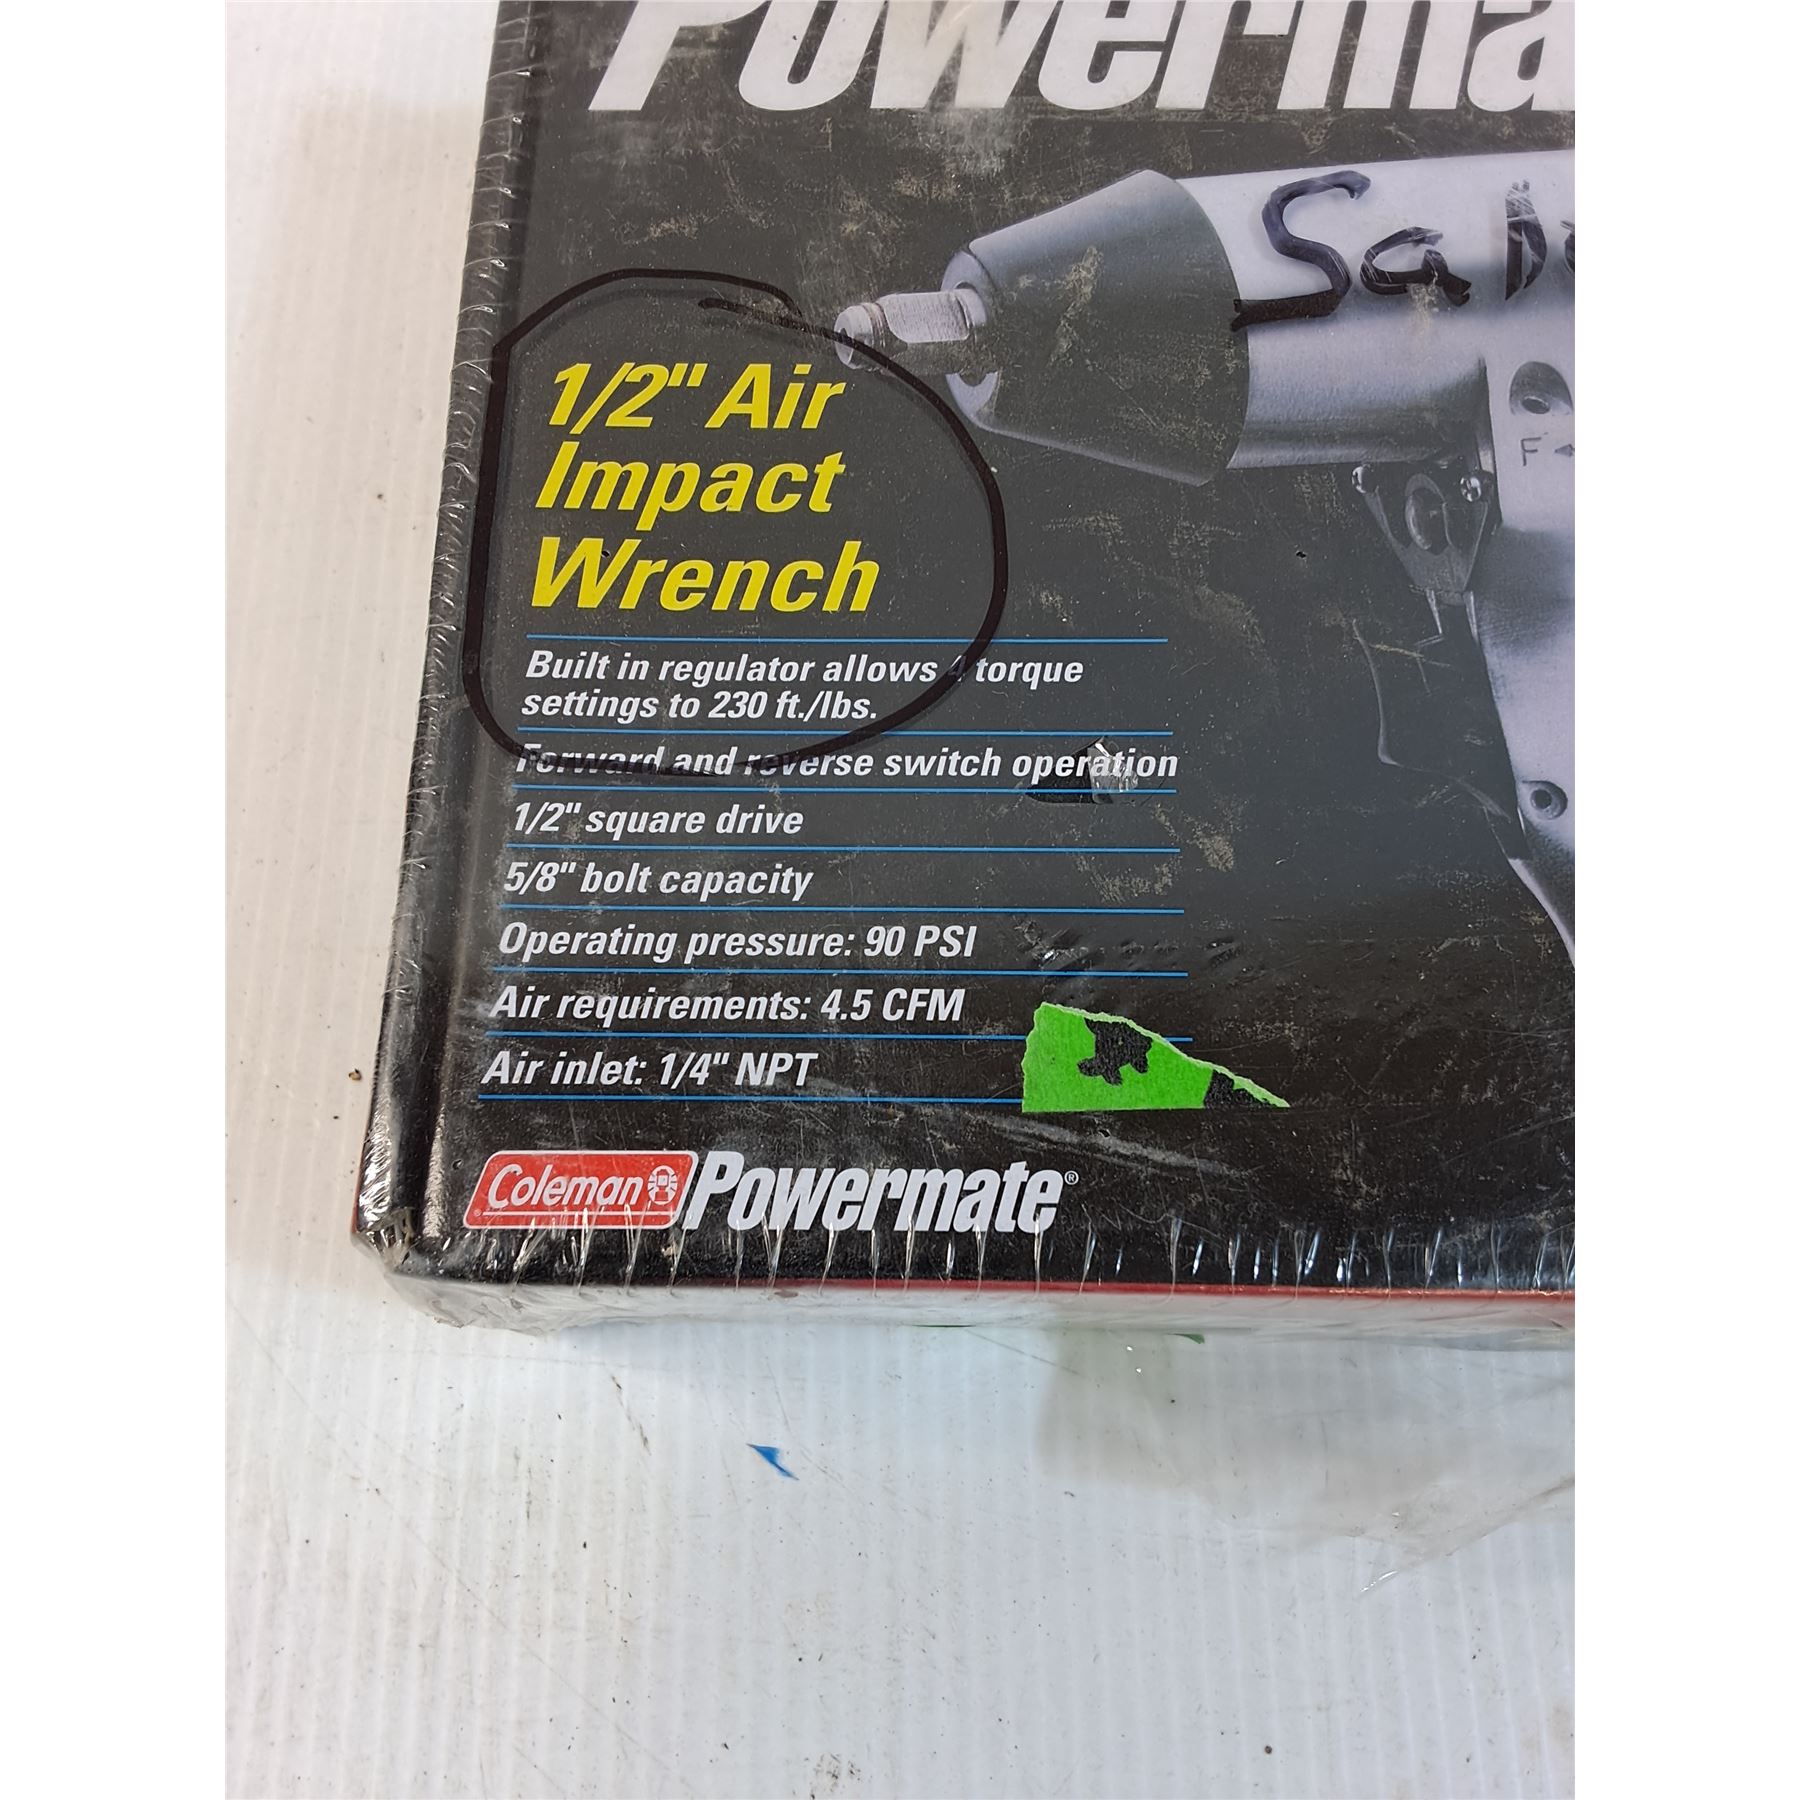 Powerma
Sal
1/2" Air
Impact
Wrench
F
Built in regulator allows 4 torque
settings to 230 ft./lbs.
Forward and reverse switch operation
1/2" square drive
5/8" bolt capacity
Operating pressure: 90 PSI
Air requirements: 4.5 CFM
Air inlet: 1/4" NPT
Coleman Powermate®